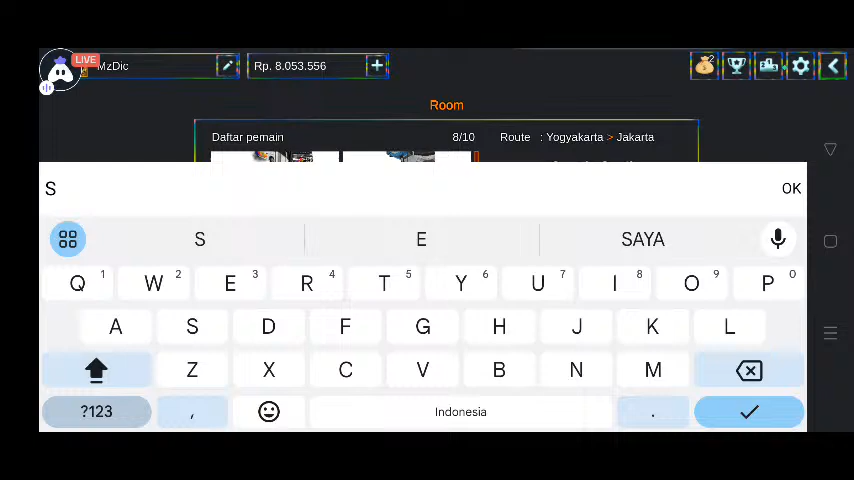 LIVE
MzDic
Rp. 8.053.556
Room
Daftar pemain
8/10
Route : Yogyakarta > Jakarta
S
OK
S
E
SAYA
Q 1 W 2 E 3 R 4 T 5 Y 6 U 7 I 8 O 9 P 0
A S D F G H J K L
Z X C V B N M
?123 , Indonesia .